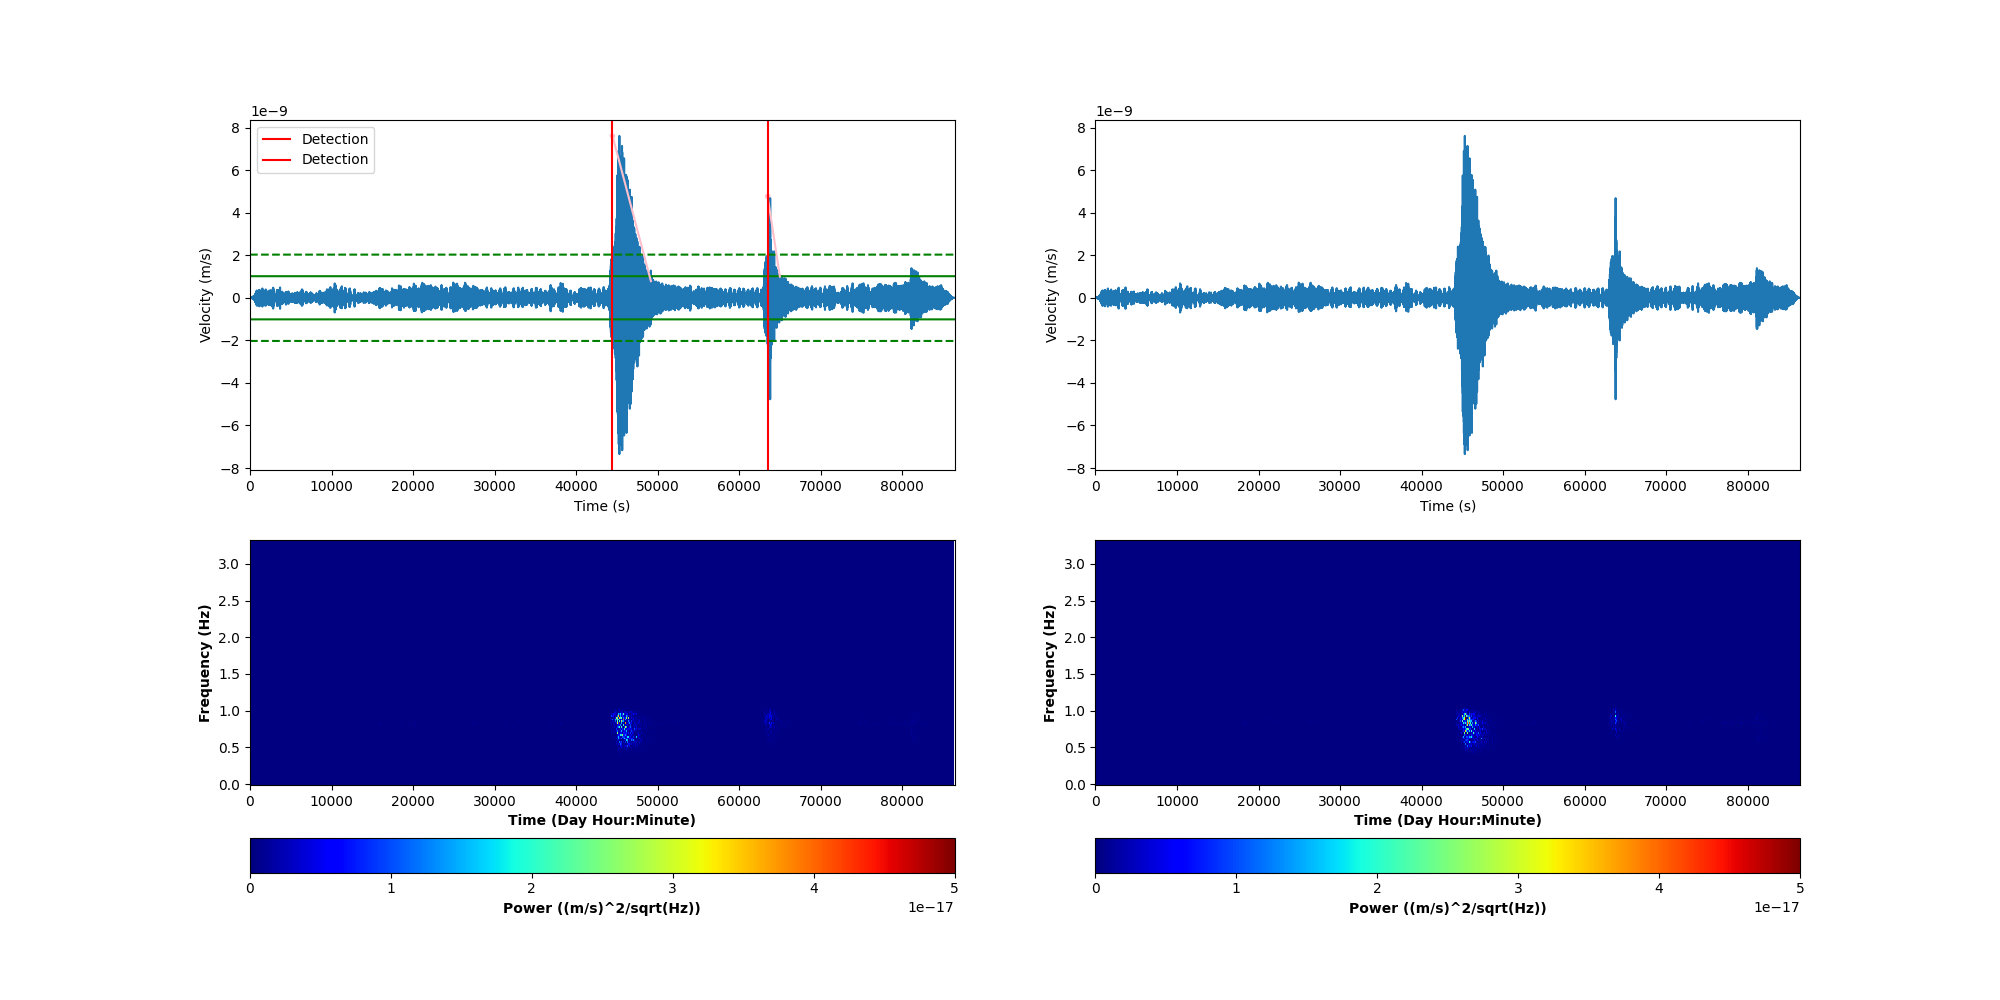 1e−9
8
6
4
2
0
−2
−4
−6
−8
Velocity (m/s)
Detection
Detection
0 10000 20000 30000 40000 50000 60000 70000 80000
Time (s)
1e−9
8
6
4
2
0
−2
−4
−6
−8
Velocity (m/s)
0 10000 20000 30000 40000 50000 60000 70000 80000
Time (s)
3.0
2.5
2.0
1.5
1.0
0.5
0.0
Frequency (Hz)
0 10000 20000 30000 40000 50000 60000 70000 80000
Time (Day Hour:Minute)
0 1 2 3 4 5
Power ((m/s)^2/sqrt(Hz))
1e−17
3.0
2.5
2.0
1.5
1.0
0.5
0.0
Frequency (Hz)
0 10000 20000 30000 40000 50000 60000 70000 80000
Time (Day Hour:Minute)
0 1 2 3 4 5
Power ((m/s)^2/sqrt(Hz))
1e−17